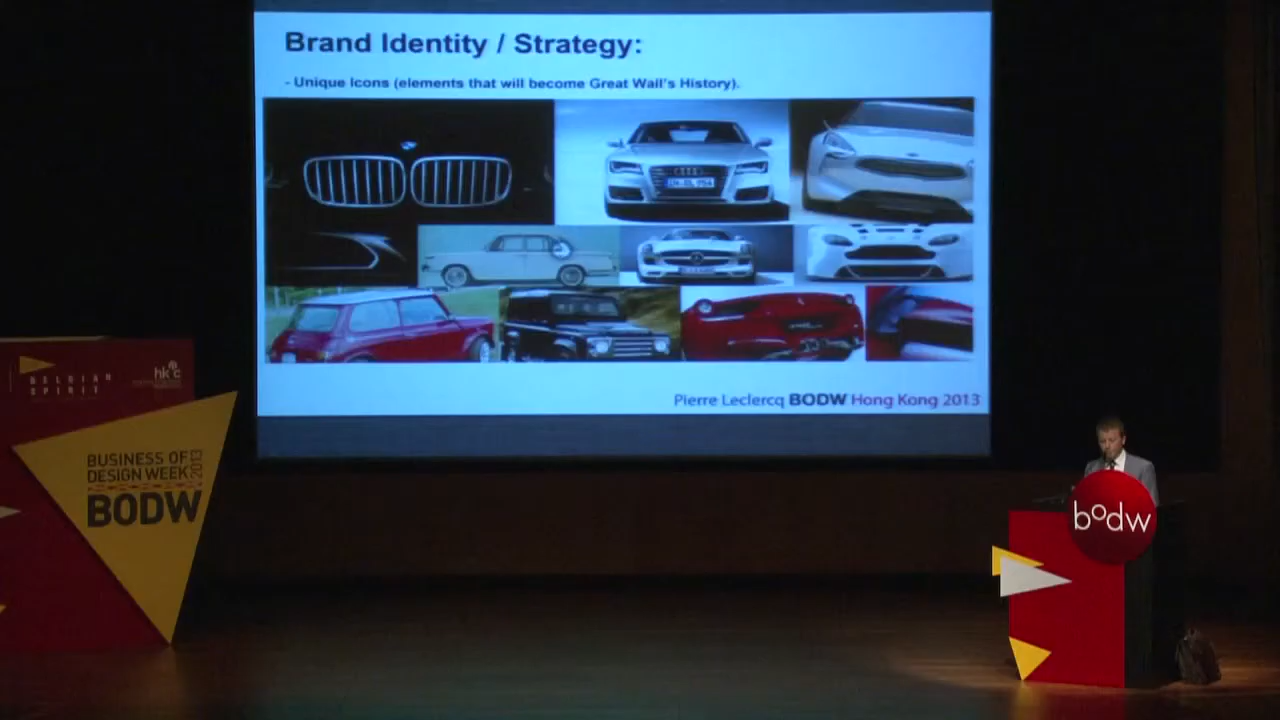 Brand Identity / Strategy:
- Unique Icons (elements that will become Great Wall's History).
Pierre Leclercq BODW Hong Kong 2013
BELGIAN
SPIRIT
BUSINESS OF
DESIGN WEEK 2013
BODW
bodw